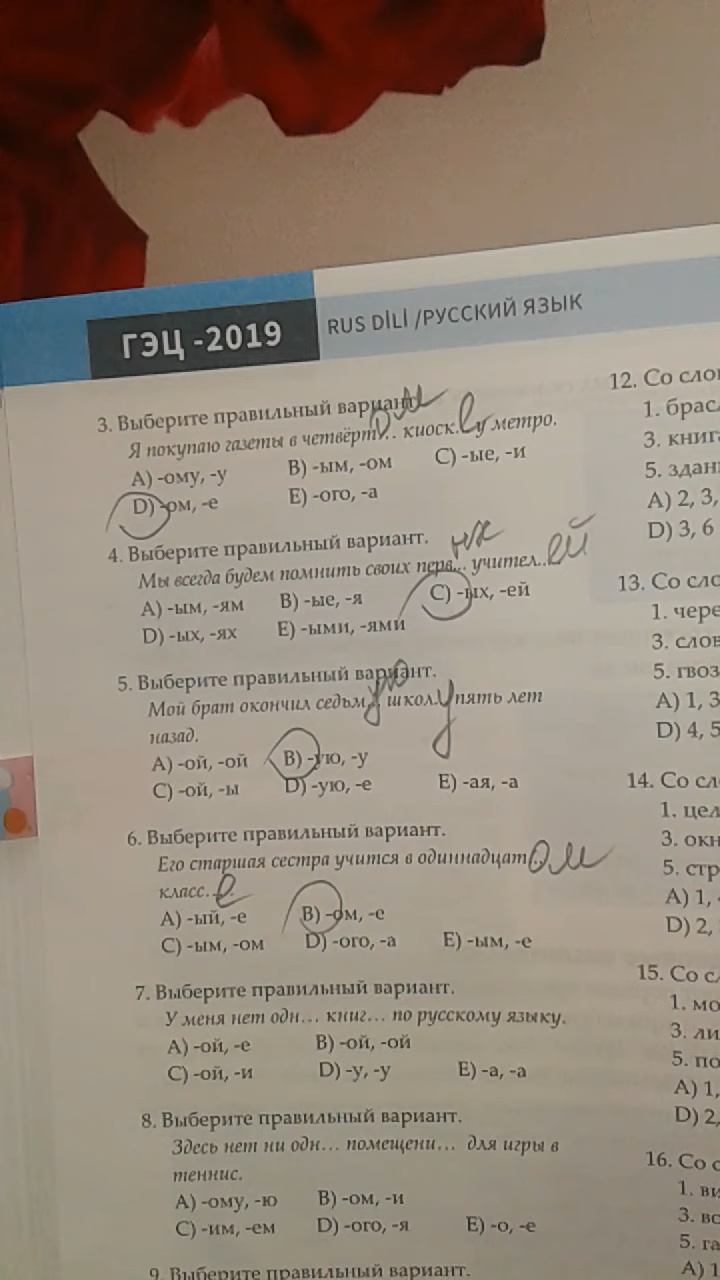 ГЭЦ -2019
RUS DİLİ /РУССКИЙ ЯЗЫК
3. Выберите правильный вариант.
Я покупаю газеты в четвёрт... киоск... у метро.
ом е
A) -ому, -у B) -ым, -ом C) -ые, -и
D) -ом, -е E) -ого, -а
4. Выберите правильный вариант.
Мы всегда будем помнить своих перв... учител...
ых ей
A) -ым, -ям B) -ые, -я C) -ых, -ей
D) -ых, -ях E) -ыми, -ями
5. Выберите правильный вариант.
Мой брат окончил седьм... школ... пять лет
ую у
назад.
A) -ой, -ой B) -ую, -у
C) -ой, -ы D) -ую, -е E) -ая, -а
6. Выберите правильный вариант.
Его старшая сестра учится в одиннадцат...
ом
класс...
е
A) -ый, -е B) -ом, -е
C) -ым, -ом D) -ого, -а E) -ым, -е
7. Выберите правильный вариант.
У меня нет одн... книг... по русскому языку.
A) -ой, -е B) -ой, -ой
C) -ой, -и D) -у, -у E) -а, -а
8. Выберите правильный вариант.
Здесь нет ни одн... помещени... для игры в
теннис.
A) -ому, -ю B) -ом, -и
C) -им, -ем D) -ого, -я E) -о, -е
9. Выберите правильный вариант.
12. Со сло
1. брас
3. книг
5. здан
A) 2, 3,
D) 3, 6
13. Со сло
1. чере
3. слов
5. гвоз
A) 1, 3
D) 4, 5
14. Со сл
1. цел
3. окн
5. стр
A) 1,
D) 2,
15. Со сл
1. мо
3. ли
5. по
A) 1,
D) 2,
16. Со с
1. ви
3. вс
5. га
A) 1